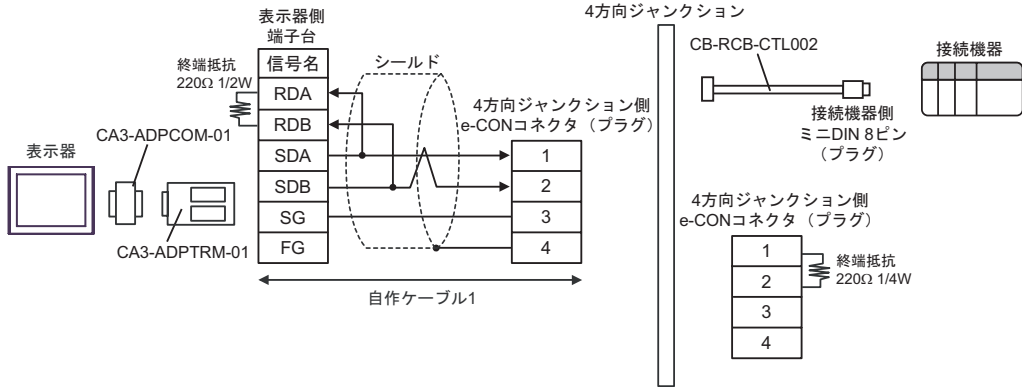 表示器
CA3-ADPCOM-01
CA3-ADPTRM-01
終端抵抗
220Ω 1/2W
表示器側
端子台
信号名
RDA
RDB
SDA
SDB
SG
FG
シールド
4方向ジャンクション側
e-CONコネクタ（プラグ）
1
2
3
4
自作ケーブル1
4方向ジャンクション
CB-RCB-CTL002
接続機器側
ミニDIN 8ピン
（プラグ）
接続機器
4方向ジャンクション側
e-CONコネクタ（プラグ）
1
2
3
4
終端抵抗
220Ω 1/4W